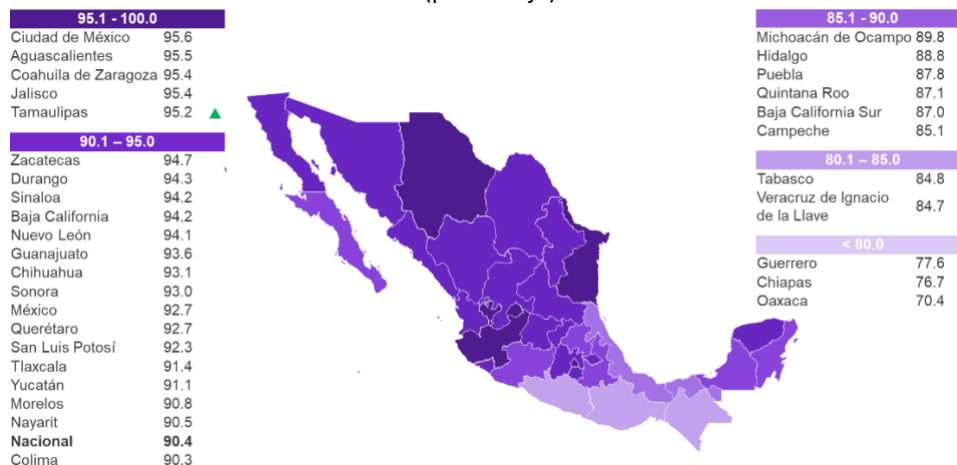 95.1 - 100.0
Ciudad de México 95.6
Aguascalientes 95.5
Coahuila de Zaragoza 95.4
Jalisco 95.4
Tamaulipas 95.2
90.1 – 95.0
Zacatecas 94.7
Durango 94.3
Sinaloa 94.2
Baja California 94.2
Nuevo León 94.1
Guanajuato 93.6
Chihuahua 93.1
Sonora 93.0
México 92.7
Querétaro 92.7
San Luis Potosí 92.3
Tlaxcala 91.4
Yucatán 91.1
Morelos 90.8
Nayarit 90.5
Nacional 90.4
Colima 90.3
85.1 - 90.0
Michoacán de Ocampo 89.8
Hidalgo 88.8
Puebla 87.8
Quintana Roo 87.1
Baja California Sur 87.0
Campeche 85.1
80.1 – 85.0
Tabasco 84.8
Veracruz de Ignacio
de la Llave 84.7
< 80.0
Guerrero 77.6
Chiapas 76.7
Oaxaca 70.4